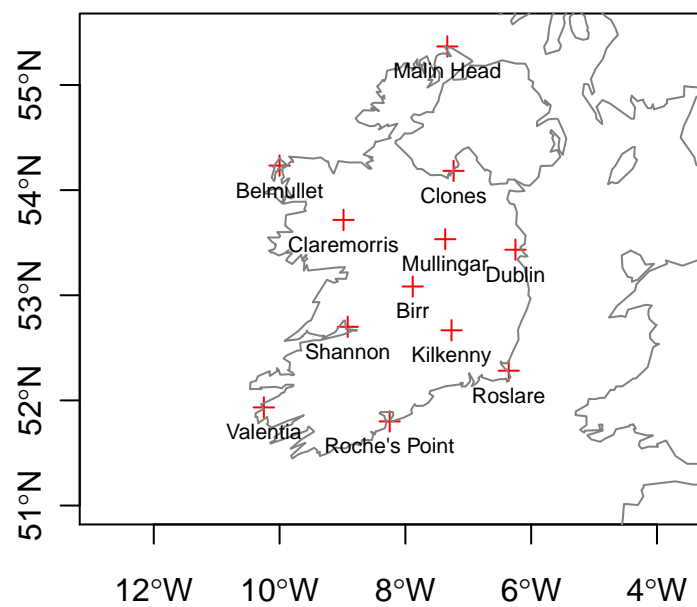 55°N
54°N
53°N
52°N
51°N
Malin Head
Belmullet
Clones
Claremorris
Mullingar
Dublin
Birr
Shannon
Kilkenny
Roslare
Valentia
Roche's Point
12°W
10°W
8°W
6°W
4°W